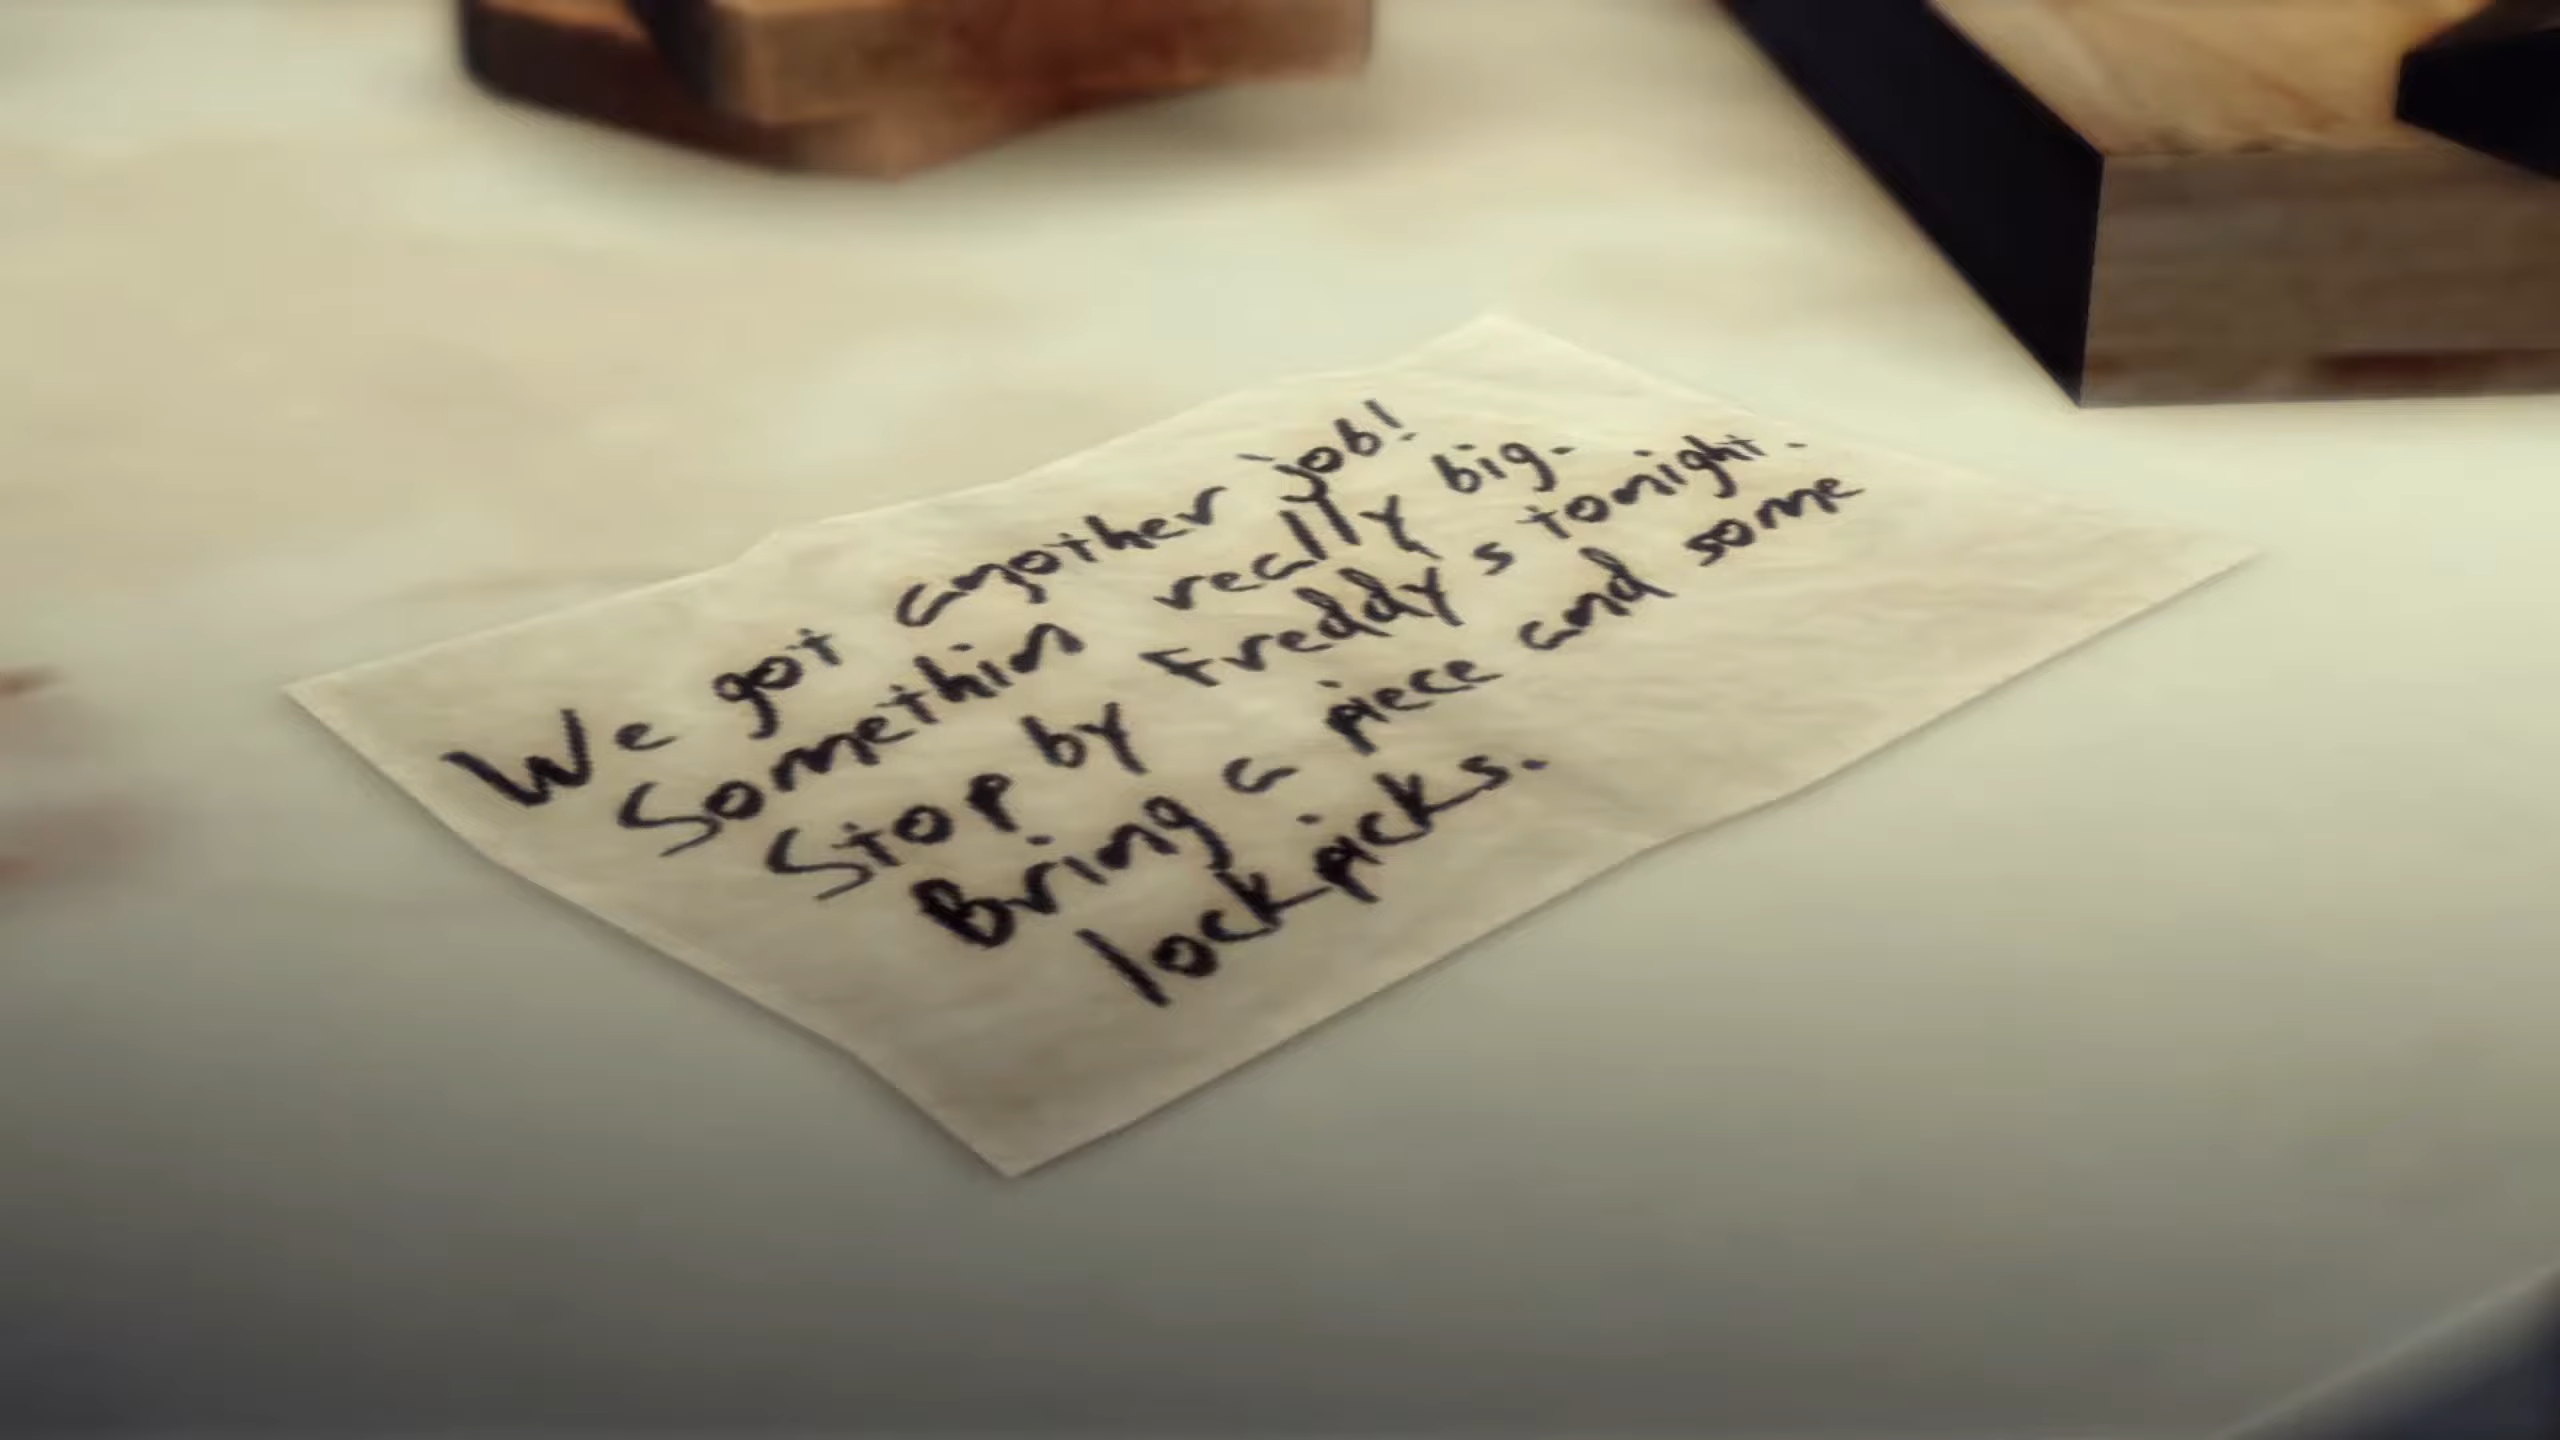 We got another job!
Somethin really big.
Stop by Freddy s tonight.
Bring a piece and some
lockpicks.